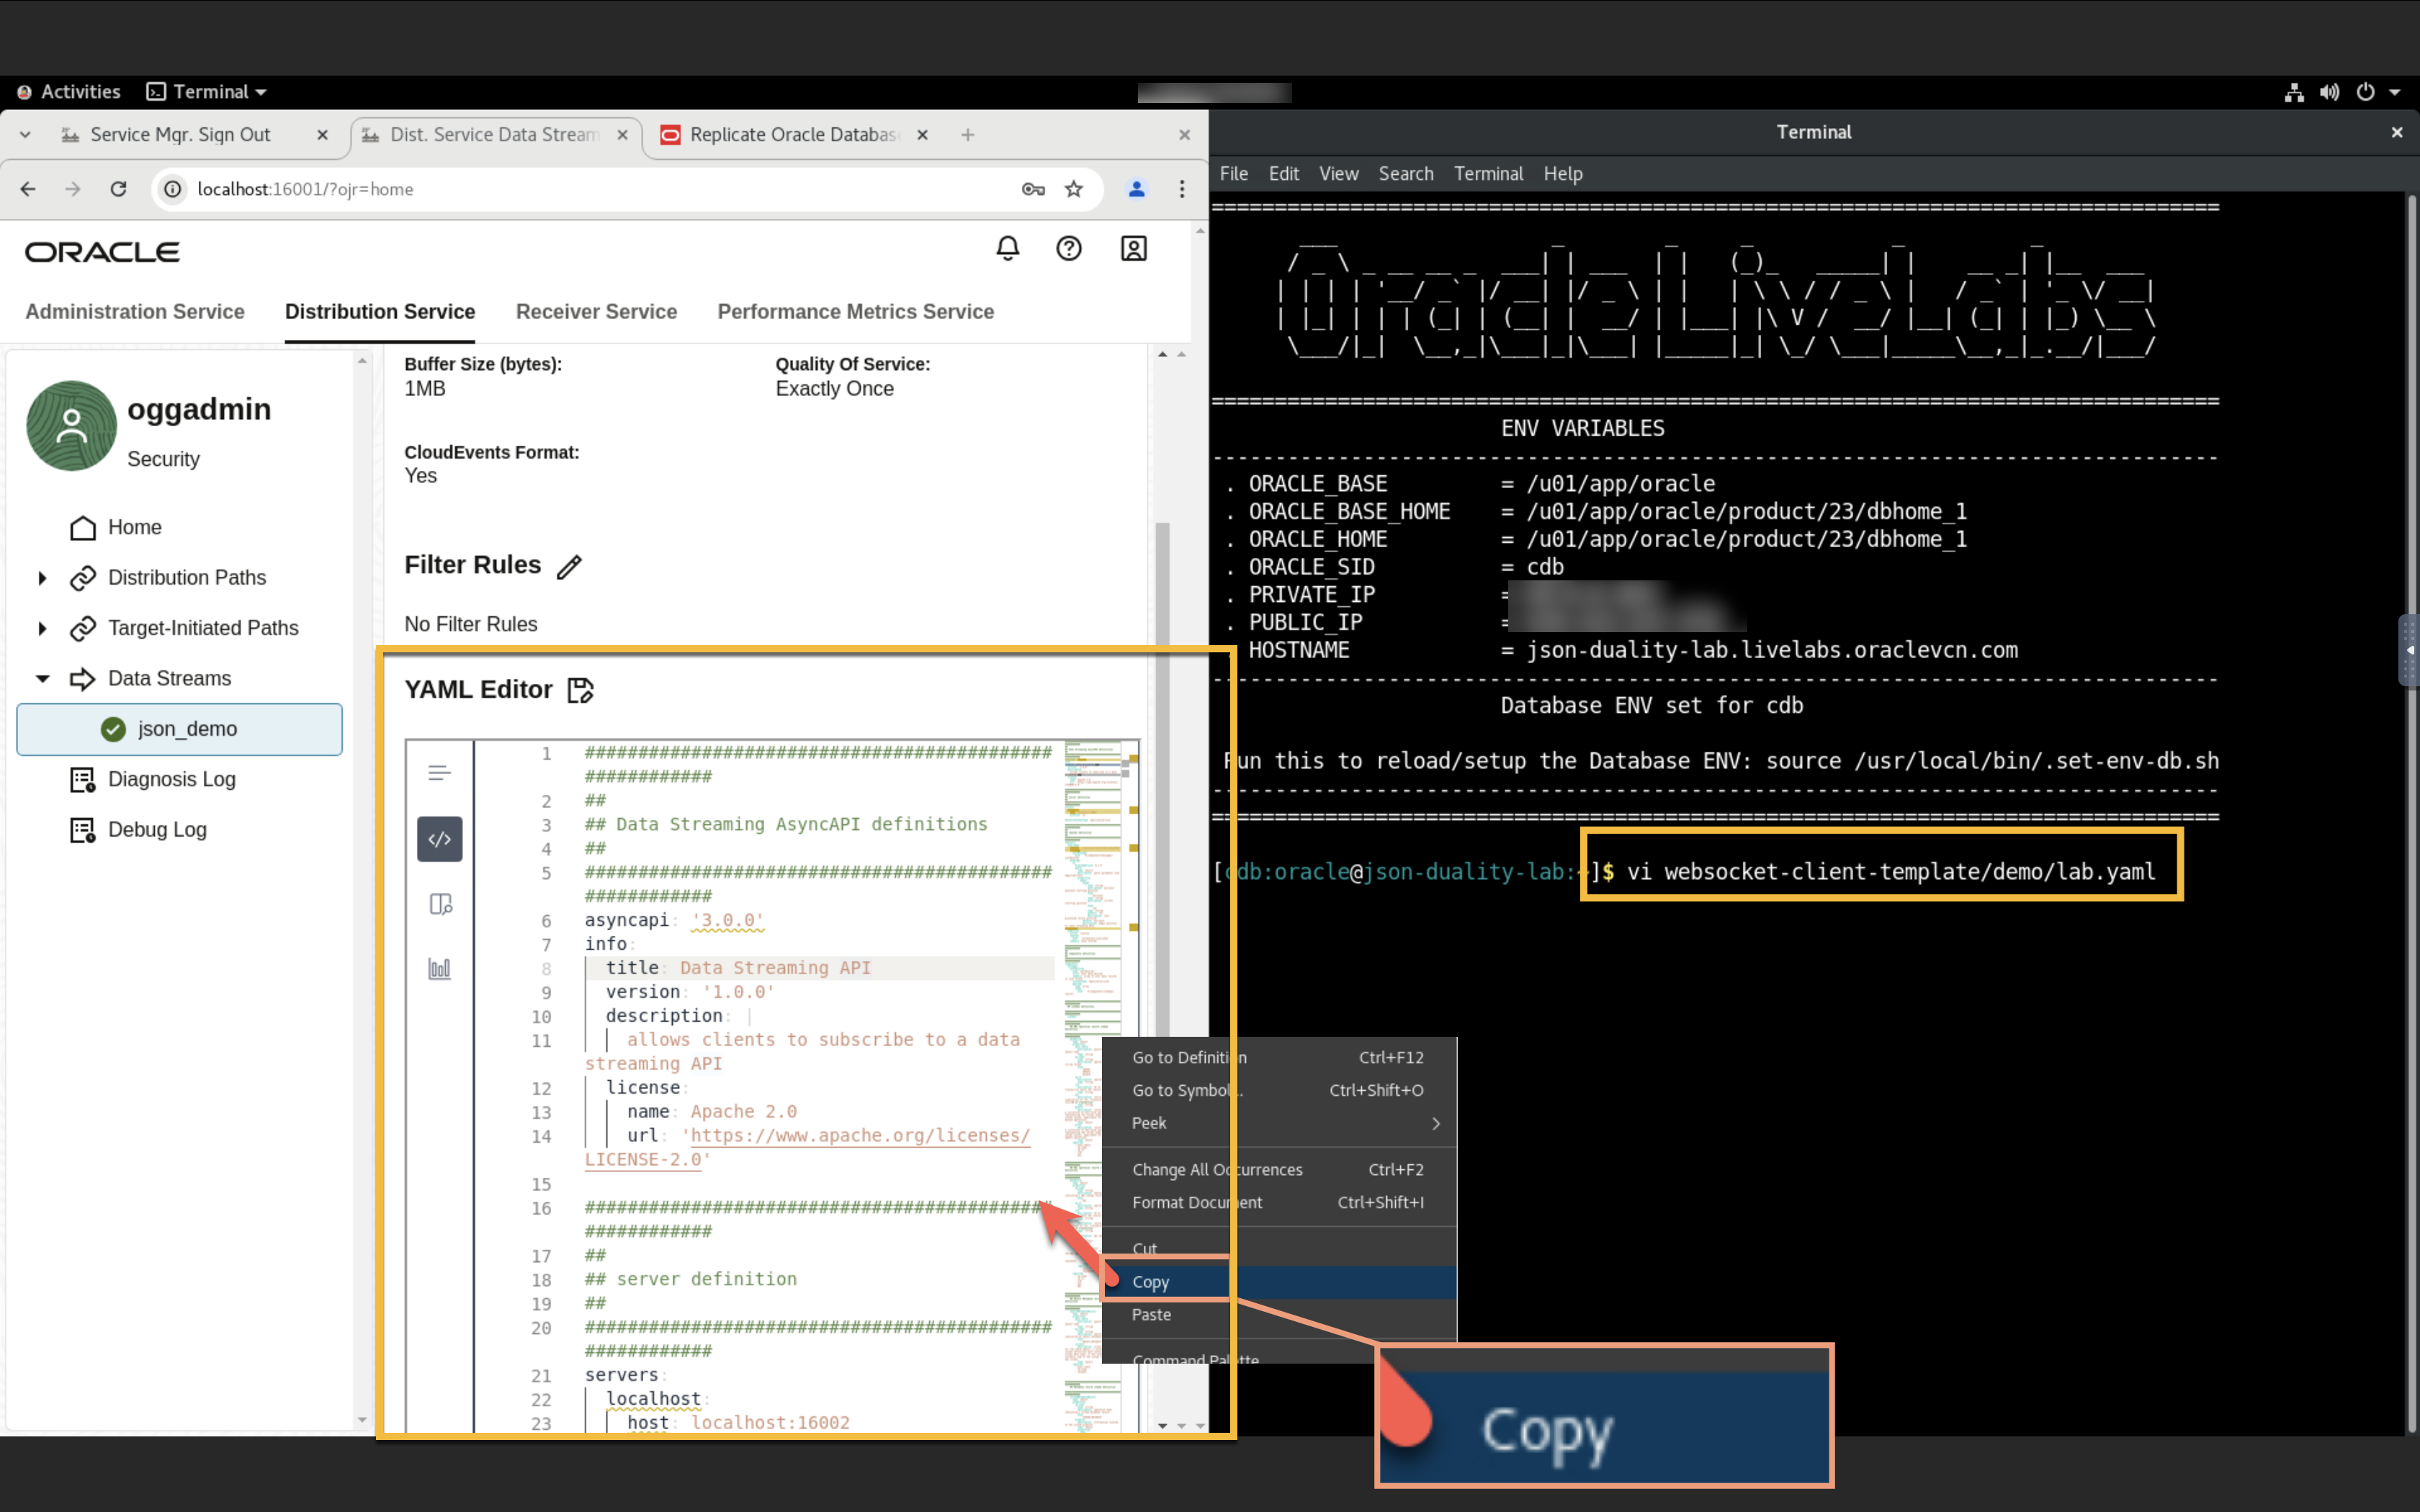 Activities Terminal
Service Mgr. Sign Out
Dist. Service Data Stream
Replicate Oracle Databas
localhost:16001/?ojr=home
ORACLE
Administration Service Distribution Service Receiver Service Performance Metrics Service
oggadmin
Security
Home
Distribution Paths
Target-Initiated Paths
Data Streams
json_demo
Diagnosis Log
Debug Log
Buffer Size (bytes): Quality Of Service:
1MB Exactly Once
CloudEvents Format:
Yes
Filter Rules
No Filter Rules
YAML Editor
1 ############################################
############
2 ##
3 ## Data Streaming AsyncAPI definitions
4 ##
5 ############################################
############
6 asyncapi: '3.0.0'
7 info:
8 title: Data Streaming API
9 version: '1.0.0'
10 description: |
11 allows clients to subscribe to a data
streaming API
12 license:
13 name: Apache 2.0
14 url: 'https://www.apache.org/licenses/
LICENSE-2.0'
15
16 ############################################
############
17 ##
18 ## server definition
19 ##
20 ############################################
############
21 servers:
22 localhost:
23 host: localhost:16002
Go to Definition Ctrl+F12
Go to Symbol... Ctrl+Shift+O
Peek
Change All Occurrences Ctrl+F2
Format Document Ctrl+Shift+I
Cut
Copy
Paste
Command Palette
Copy
Terminal
File Edit View Search Terminal Help
Oracle LiveLabs
ENV VARIABLES
. ORACLE_BASE = /u01/app/oracle
. ORACLE_BASE_HOME = /u01/app/oracle/product/23/dbhome_1
. ORACLE_HOME = /u01/app/oracle/product/23/dbhome_1
. ORACLE_SID = cdb
. PRIVATE_IP =
. PUBLIC_IP =
. HOSTNAME = json-duality-lab.livelabs.oraclevcn.com
Database ENV set for cdb
Run this to reload/setup the Database ENV: source /usr/local/bin/.set-env-db.sh
[cdb:oracle@json-duality-lab:~]$ vi websocket-client-template/demo/lab.yaml